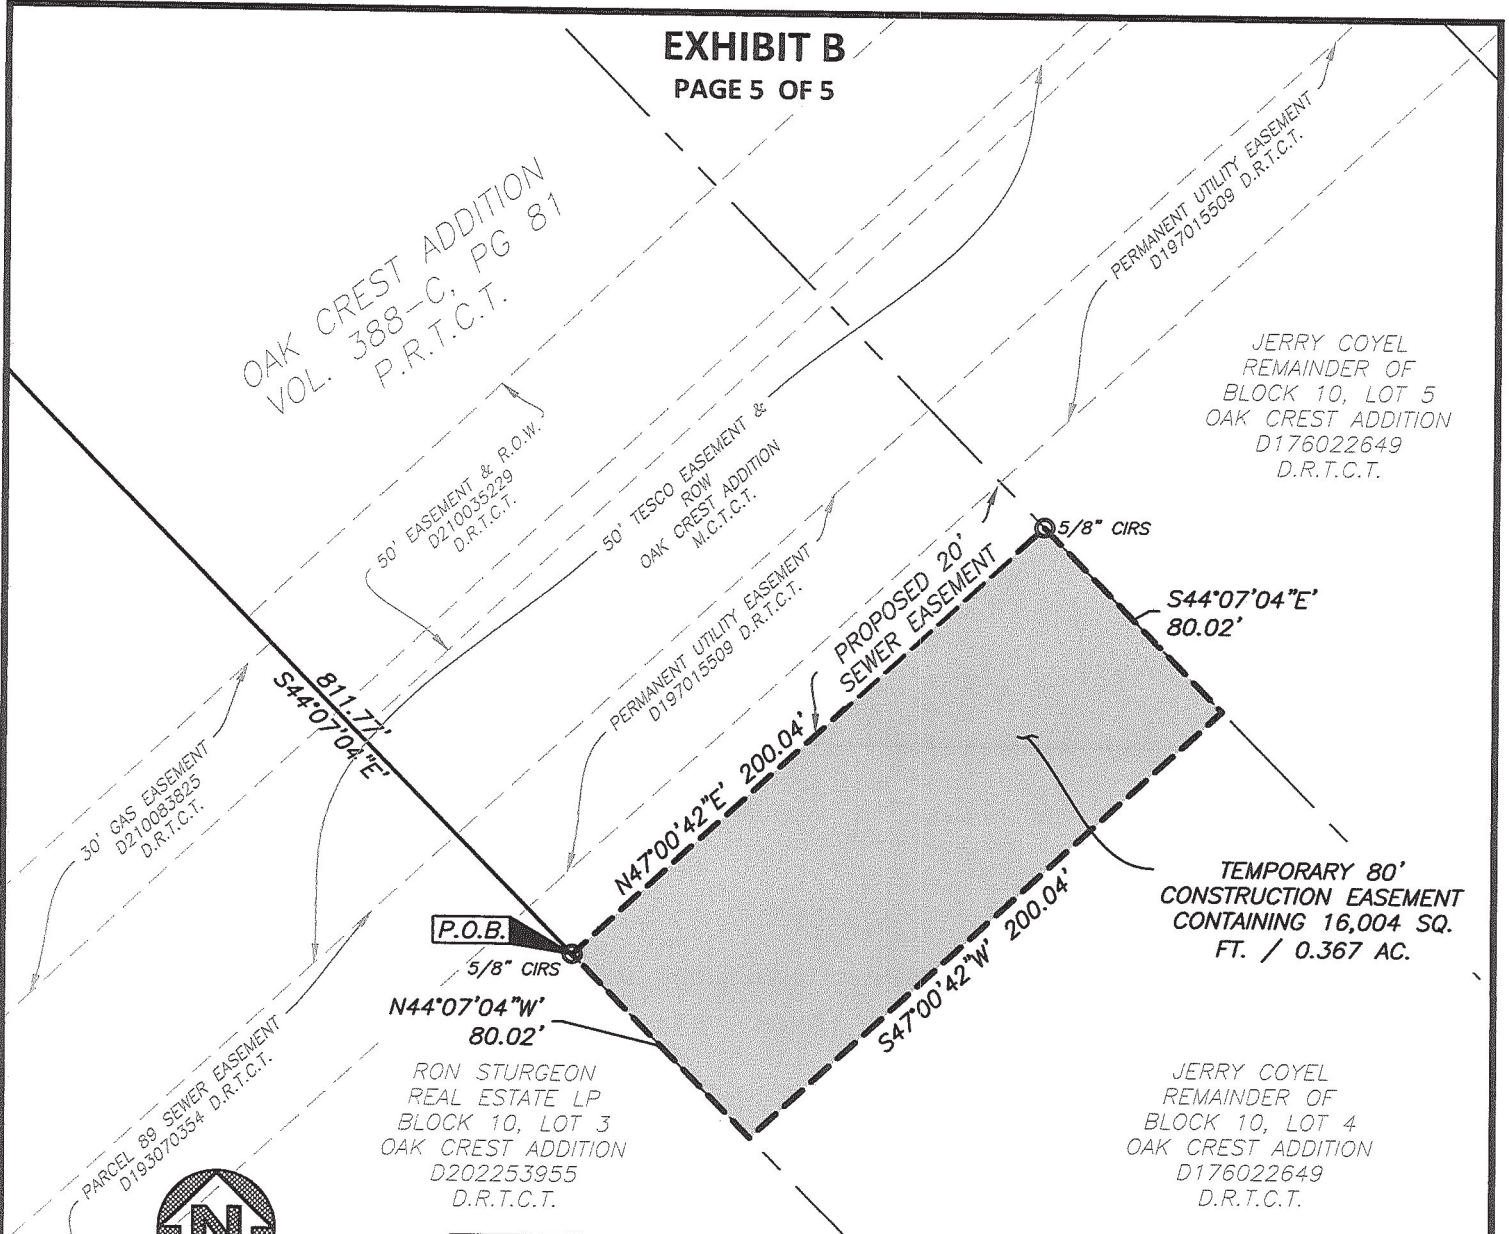 EXHIBIT B
PAGE 5 OF 5
OAK CREST ADDITION
VOL. 388-C, PG 81
P.R.T.C.T.
PERMANENT UTILITY EASEMENT
D197015509 D.R.T.C.T.
JERRY COYEL
REMAINDER OF
BLOCK 10, LOT 5
OAK CREST ADDITION
D176022649
D.R.T.C.T.
50' EASEMENT & R.O.W.
D210035229
D.R.T.C.T.
50' TESCO EASEMENT &
ROW
OAK CREST ADDITION
M.C.T.C.T.
PERMANENT UTILITY EASEMENT
D197015509 D.R.T.C.T.
PROPOSED 20'
SEWER EASEMENT
5/8" CIRS
S44°07'04"E'
80.02'
811.77'
S44°07'04"E'
30' GAS EASEMENT
D210083825
D.R.T.C.T.
N47°00'42"E' 200.04'
TEMPORARY 80'
CONSTRUCTION EASEMENT
CONTAINING 16,004 SQ.
FT. / 0.367 AC.
P.O.B.
5/8" CIRS
N44°07'04"W'
80.02'
S47°00'42"W' 200.04'
PARCEL 89 SEWER EASEMENT
D193070354 D.R.T.C.T.
RON STURGEON
REAL ESTATE LP
BLOCK 10, LOT 3
OAK CREST ADDITION
D202253955
D.R.T.C.T.
JERRY COYEL
REMAINDER OF
BLOCK 10, LOT 4
OAK CREST ADDITION
D176022649
D.R.T.C.T.
N